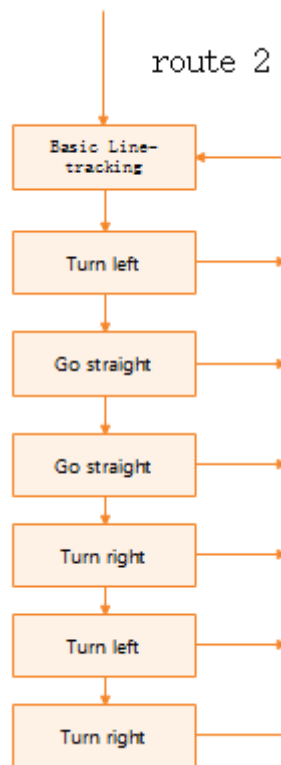 route 2
Basic Line-
tracking
Turn left
Go straight
Go straight
Turn right
Turn left
Turn right